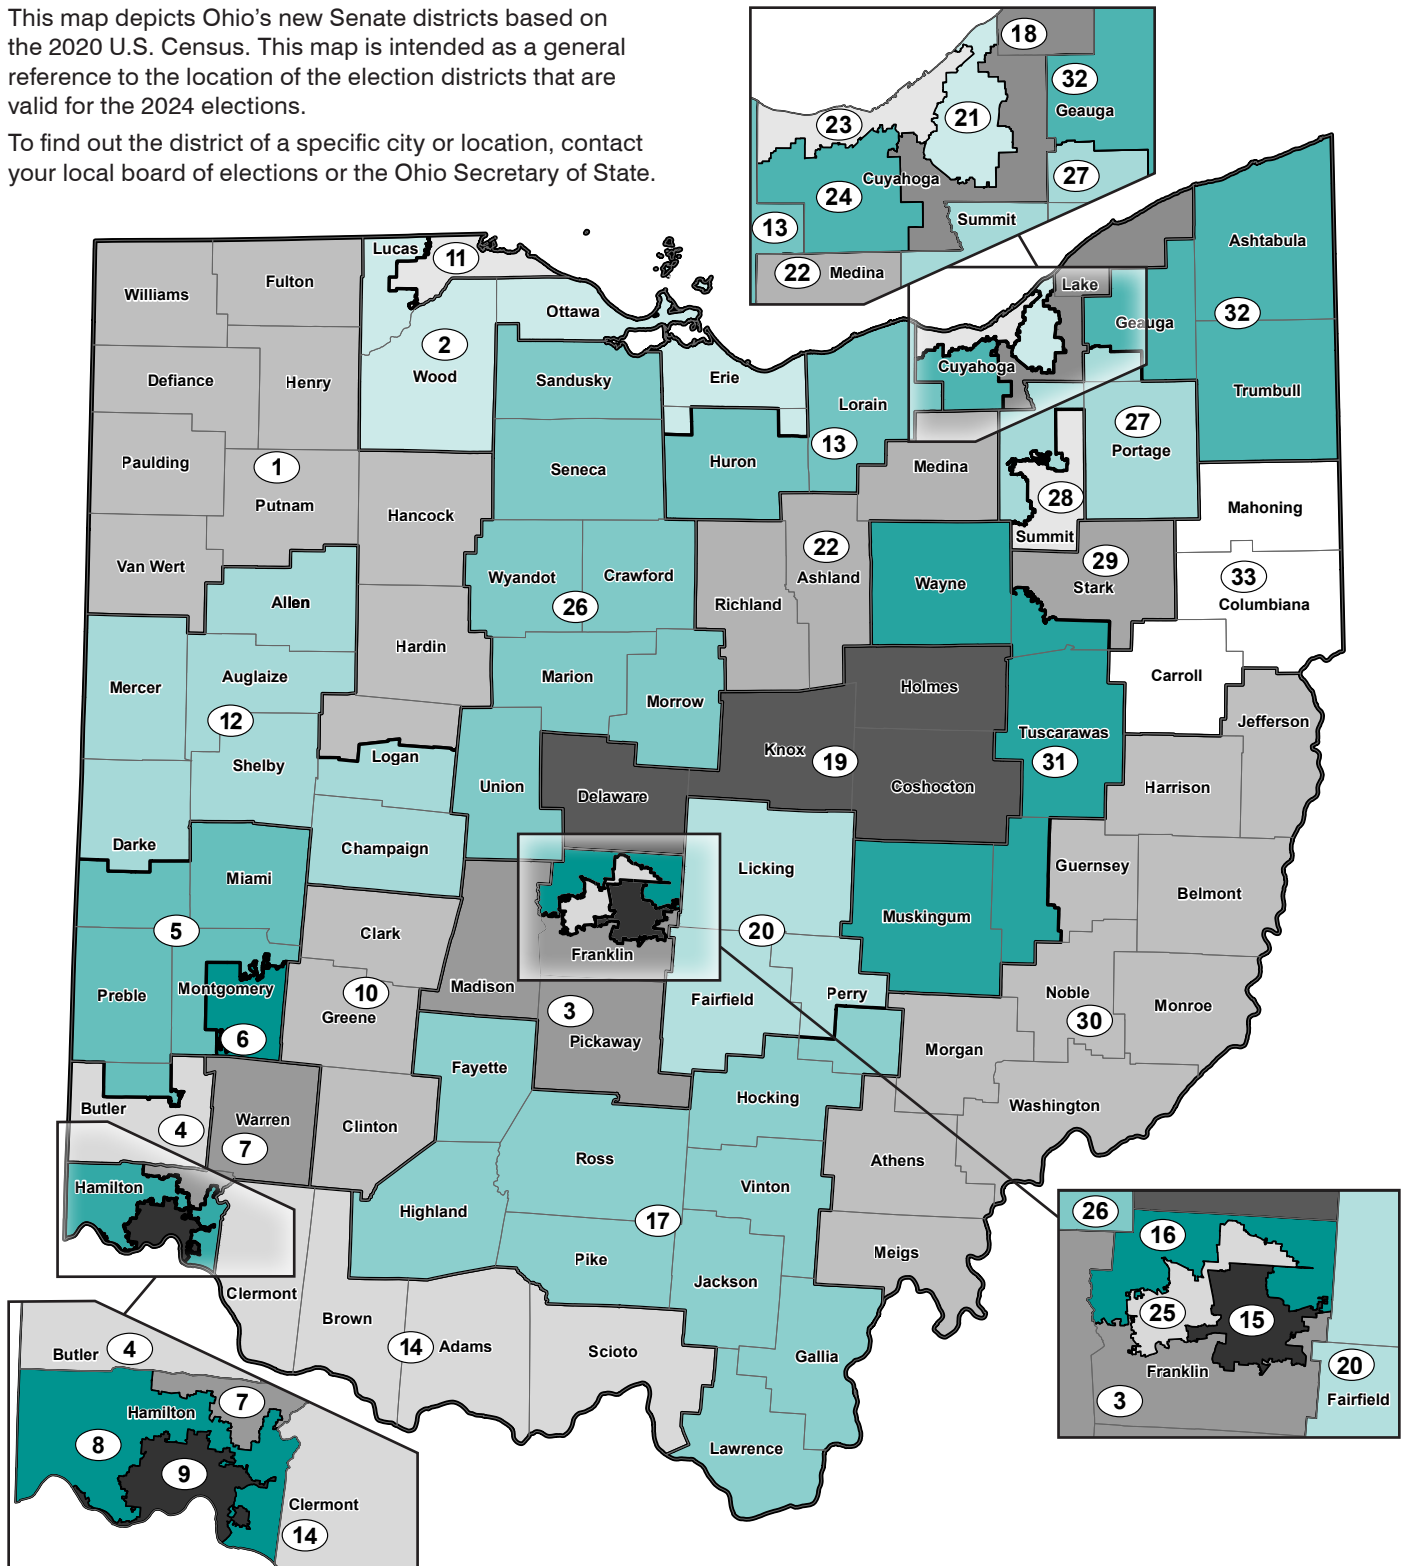 This map depicts Ohio’s new Senate districts based on
the 2020 U.S. Census. This map is intended as a general
reference to the location of the election districts that are
valid for the 2024 elections.
To find out the district of a specific city or location, contact
your local board of elections or the Ohio Secretary of State.
18
32
Geauga
23
21
Cuyahoga
27
24
13
Summit
22 Medina
Lucas
11
Williams
Fulton
Ottawa
2
Wood
Defiance
Henry
Sandusky
Erie
Lorain
13
Lake
Geauga
Cuyahoga
Ashtabula
32
Trumbull
27
Portage
Paulding
1
Putnam
Hancock
Seneca
Huron
Medina
28
Summit
Mahoning
Van Wert
Allen
Wyandot
Crawford
26
22
Ashland
Richland
Wayne
29
Stark
33
Columbiana
Hardin
Mercer
Auglaize
12
Marion
Morrow
Holmes
Carroll
Jefferson
Shelby
Logan
Knox
19
Tuscarawas
31
Union
Delaware
Coshocton
Harrison
Darke
Champaign
Miami
Licking
Guernsey
Belmont
5
Clark
20
Muskingum
Franklin
Preble
Montgomery
10
Greene
Madison
3
Pickaway
Fairfield
Perry
Noble
30
Monroe
6
Fayette
Morgan
Butler
4
Warren
7
Clinton
Hocking
Washington
Ross
Athens
Hamilton
Highland
17
Vinton
Pike
Meigs
Jackson
Clermont
Brown
14 Adams
Scioto
Gallia
Lawrence
26
16
25
15
Franklin
20
Fairfield
3
Butler 4
7
Hamilton
8
9
Clermont
14